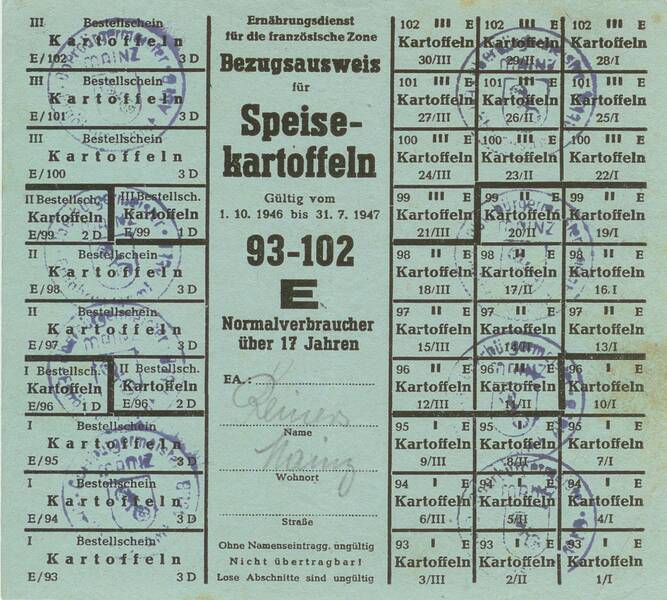 III Bestellschein
Kartoffeln
E/102 3 D
III Bestellschein
Kartoffeln
E/101 3 D
III Bestellschein
Kartoffeln
E/100 3 D
II Bestellsch. III Bestellsch.
Kartoffeln Kartoffeln
E/99 2 D E/99 1 D
II Bestellschein
Kartoffeln
E/98 3 D
II Bestellschein
Kartoffeln
E/97 3 D
I Bestellsch. II Bestellsch.
Kartoffeln Kartoffeln
E/96 1 D E/96 2 D
I Bestellschein
Kartoffeln
E/95 3 D
I Bestellschein
Kartoffeln
E/94 3 D
I Bestellschein
Kartoffeln
E/93 3 D
Ernährungsdienst
für die französische Zone
Bezugsausweis
für
Speise-
kartoffeln
Gültig vom
1. 10. 1946 bis 31. 7. 1947
93-102
E
Normalverbraucher
über 17 Jahren
EA.:
Reiners
Name
Mainz
Wohnort
Straße
Ohne Namenseintragg. ungültig
Nicht übertragbar!
Lose Abschnitte sind ungültig
102 III E 102 III E 102 III E
Kartoffeln Kartoffeln Kartoffeln
30/III 29/II 28/I
101 III E 101 III E 101 III E
Kartoffeln Kartoffeln Kartoffeln
27/III 26/II 25/I
100 III E 100 III E 100 III E
Kartoffeln Kartoffeln Kartoffeln
24/III 23/II 22/I
99 III E 99 II E 99 II E
Kartoffeln Kartoffeln Kartoffeln
21/III 20/II 19/I
98 II E 98 II E 98 II E
Kartoffeln Kartoffeln Kartoffeln
18/III 17/II 16.I
97 II E 97 II E 97 II E
Kartoffeln Kartoffeln Kartoffeln
15/III 14/II 13/I
96 II E 96 II E 96 I E
Kartoffeln Kartoffeln Kartoffeln
12/III 11/II 10/I
95 I E 95 I E 95 I E
Kartoffeln Kartoffeln Kartoffeln
9/III 8/II 7/I
94 I E 94 I E 94 I E
Kartoffeln Kartoffeln Kartoffeln
6/III 5/II 4/I
93 I E 93 I E 93 I E
Kartoffeln Kartoffeln Kartoffeln
3/III 2/II 1/I